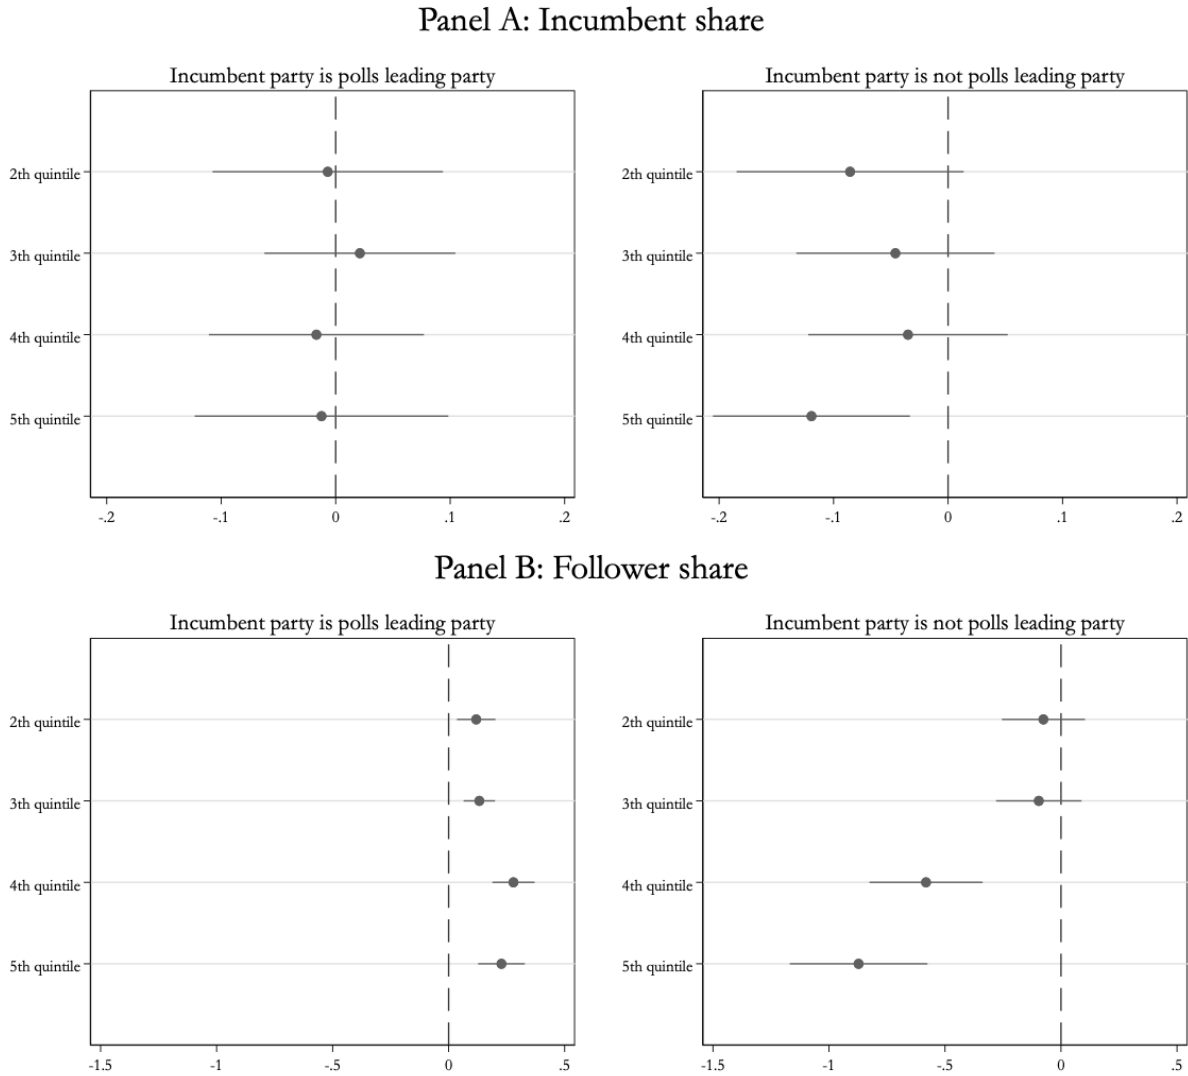 Panel A: Incumbent share
Incumbent party is polls leading party
2th quintile
3th quintile
4th quintile
5th quintile
-.2 -.1 0 .1 .2
Incumbent party is not polls leading party
2th quintile
3th quintile
4th quintile
5th quintile
-.2 -.1 0 .1 .2
Panel B: Follower share
Incumbent party is polls leading party
2th quintile
3th quintile
4th quintile
5th quintile
-1.5 -1 -.5 0 .5
Incumbent party is not polls leading party
2th quintile
3th quintile
4th quintile
5th quintile
-1.5 -1 -.5 0 .5